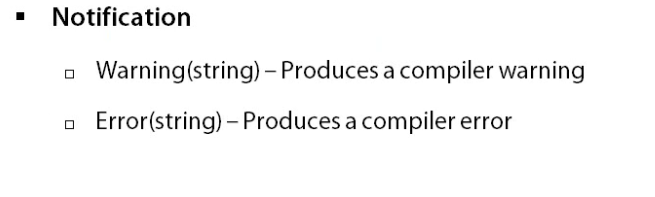 ▪ Notification
□ Warning(string) – Produces a compiler warning
□ Error(string) – Produces a compiler error